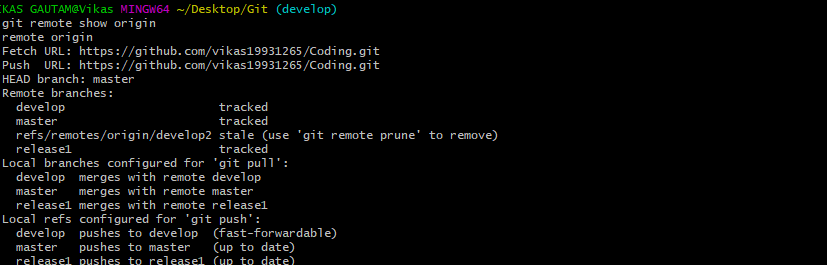 IKAS GAUTAM@Vikas MINGW64 ~/Desktop/Git (develop)
git remote show origin
remote origin
Fetch URL: https://github.com/vikas19931265/Coding.git
Push  URL: https://github.com/vikas19931265/Coding.git
HEAD branch: master
Remote branches:
  develop                      tracked
  master                       tracked
  refs/remotes/origin/develop2 stale (use 'git remote prune' to remove)
  release1                     tracked
Local branches configured for 'git pull':
  develop  merges with remote develop
  master   merges with remote master
  release1 merges with remote release1
Local refs configured for 'git push':
  develop  pushes to develop  (fast-forwardable)
  master   pushes to master   (up to date)
  release1 pushes to release1 (up to date)